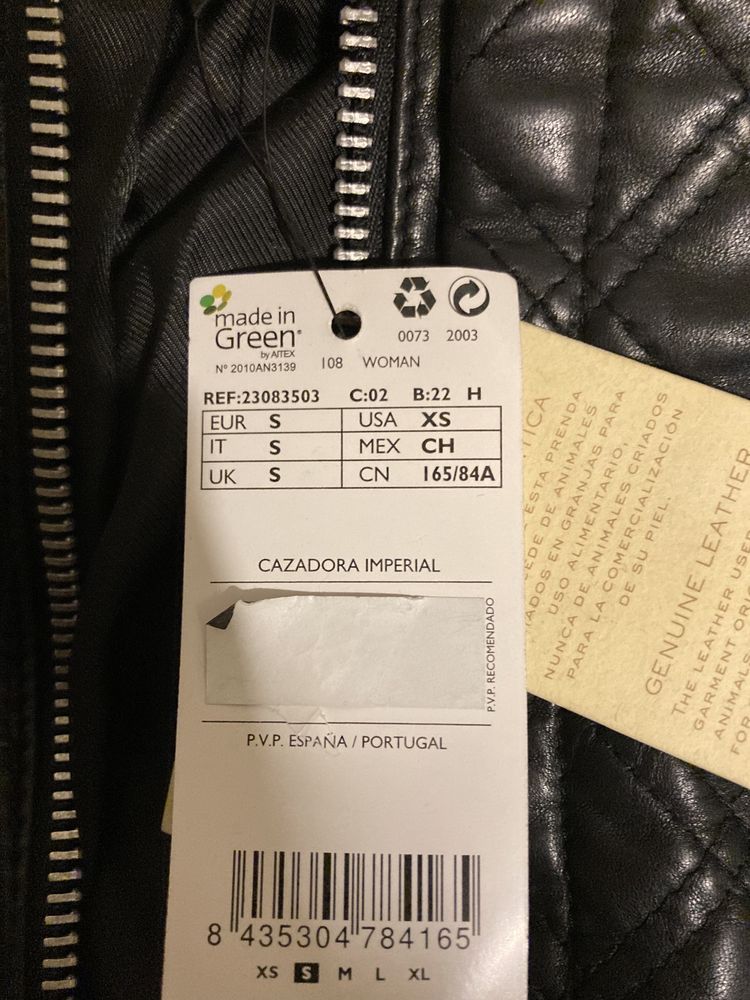 made in
Green®
by AITEX
Nº 2010AN3139
0073 2003
108 WOMAN
REF:23083503 C:02 B:22 H
EUR S USA XS
IT S MEX CH
UK S CN 165/84A
CAZADORA IMPERIAL
P.V.P. RECOMENDADO
P.V.P. ESPAÑA / PORTUGAL
8 435304 784165
XS S M L XL
ESTA PRENDA
DE ANIMALES
EN GRANJAS PARA
USO ALIMENTARIO,
NUNCA DE ANIMALES CRIADOS
PARA LA COMERCIALIZACIÓN
DE SU PIEL.
GENUINE LEATHER
THE LEATHER USED
GARMENT OR
ANIMALS
FOR